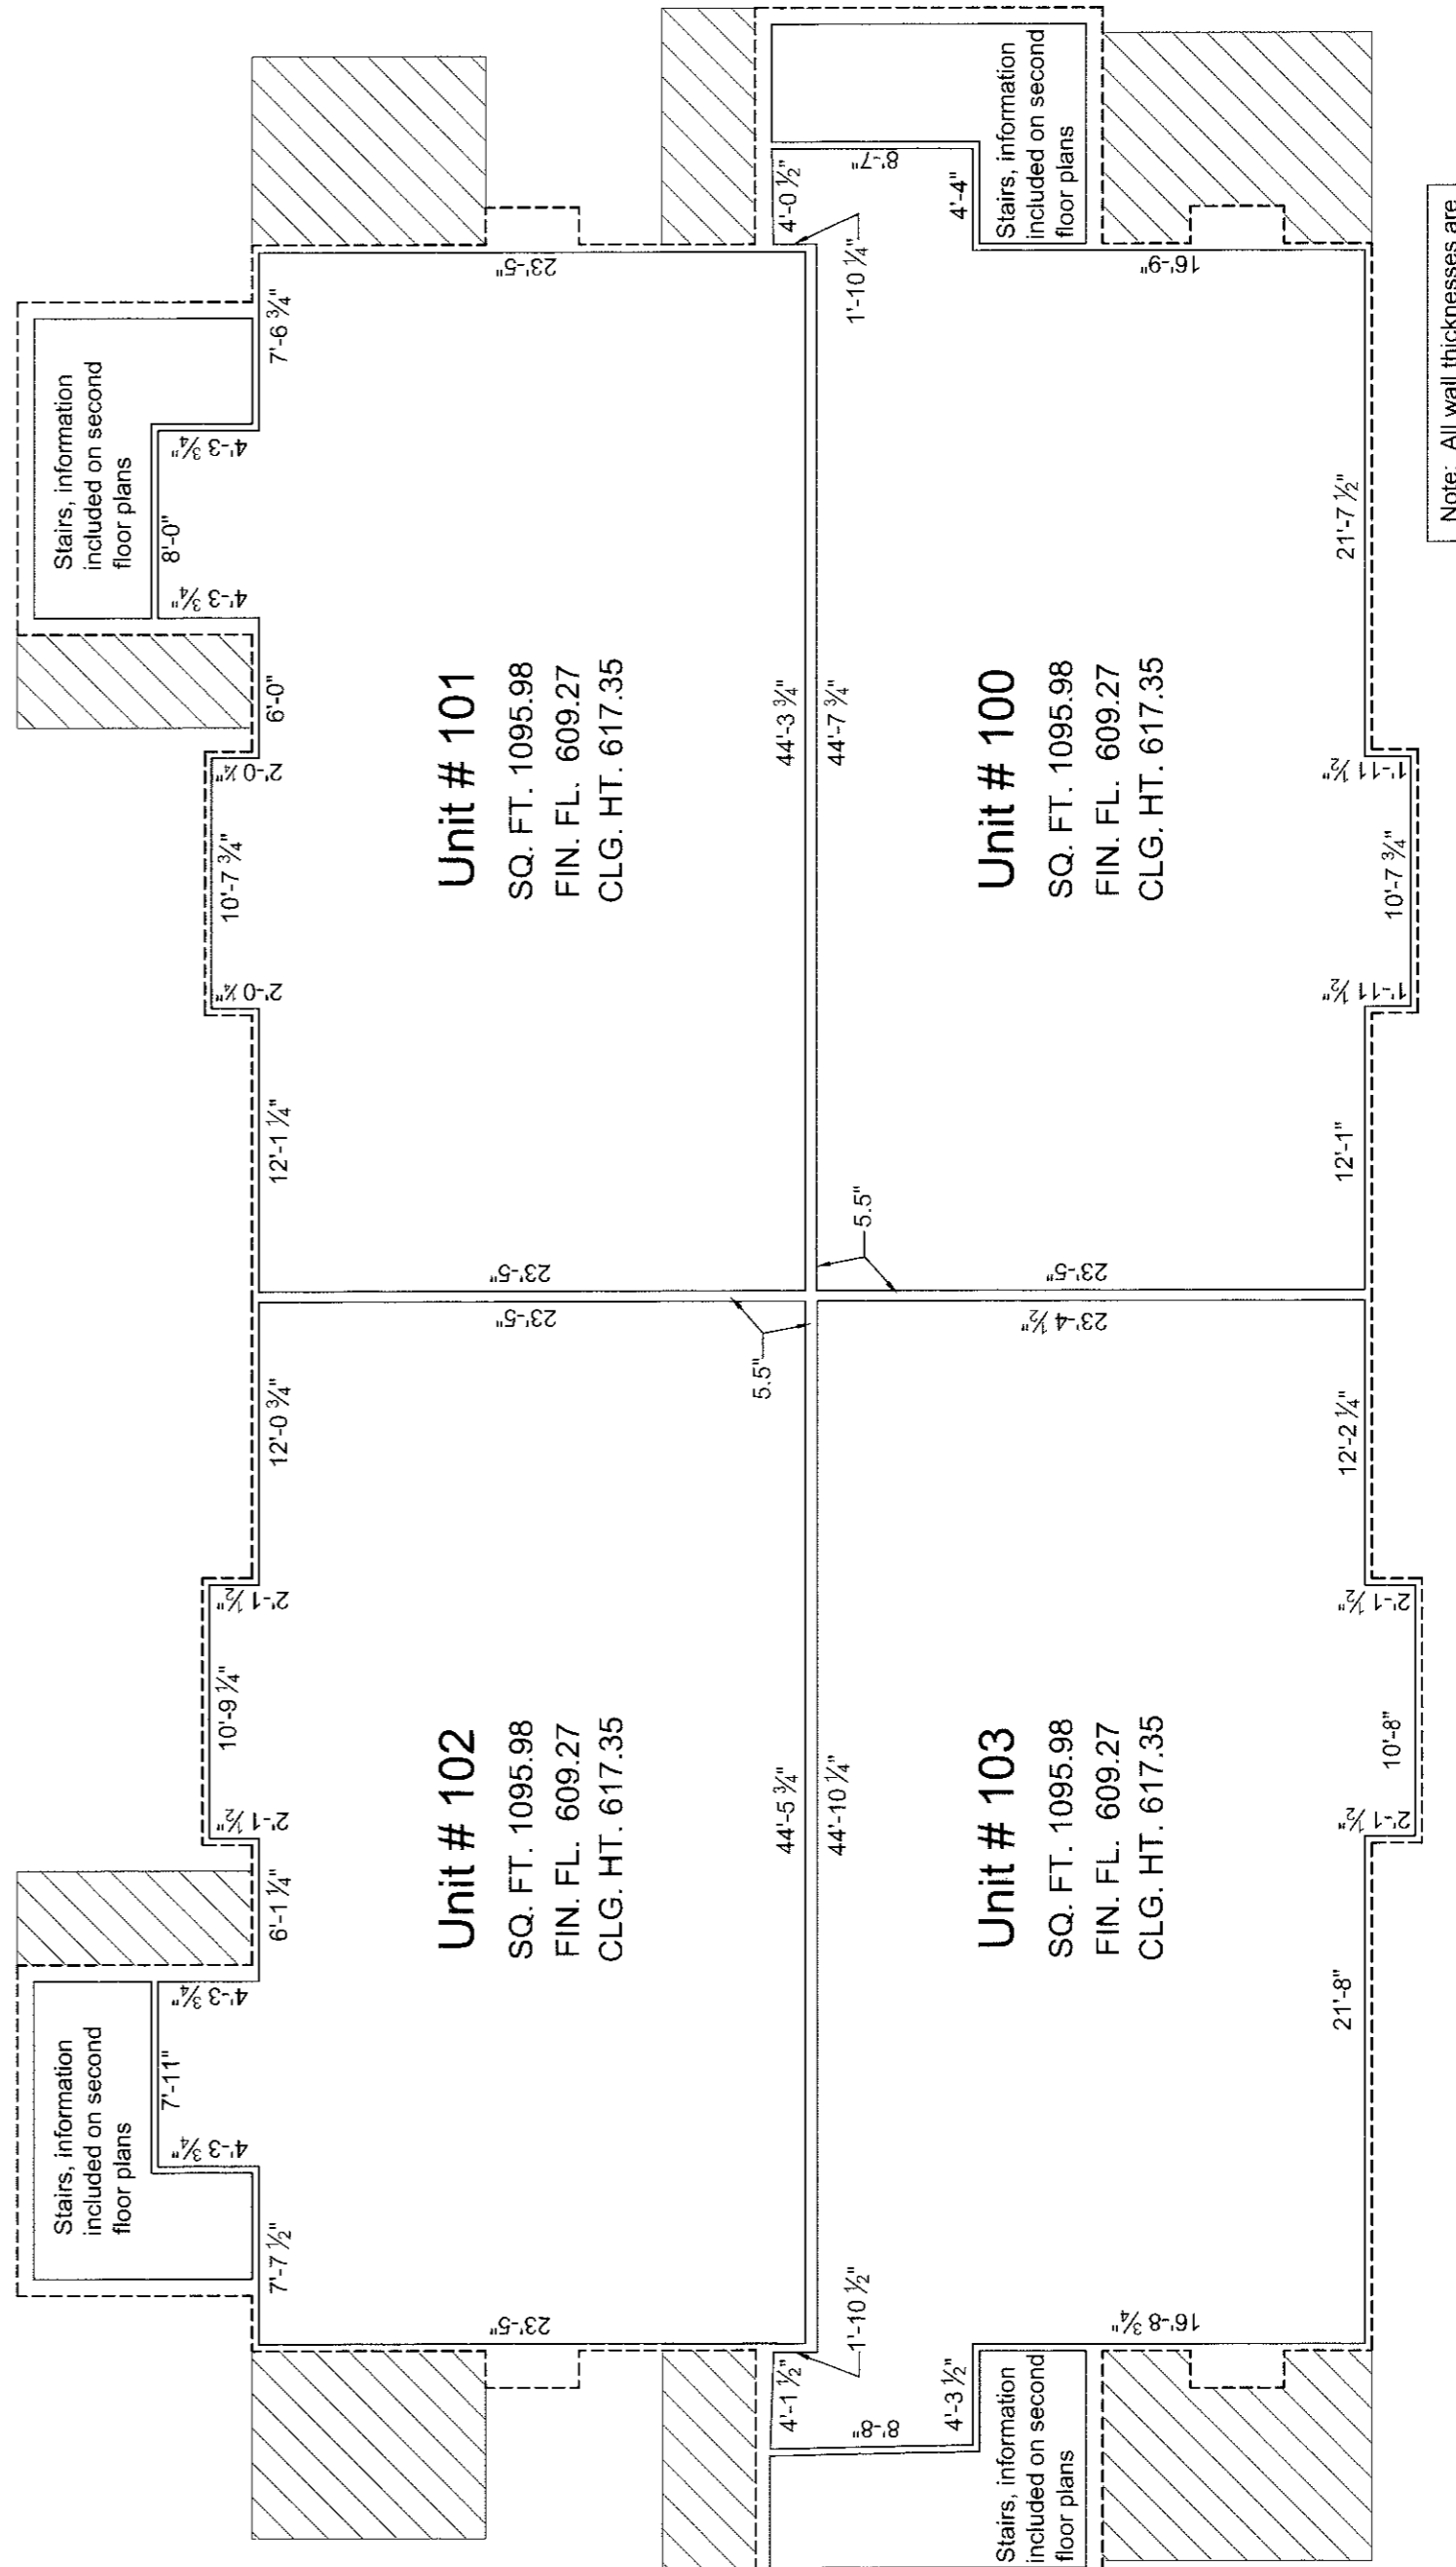 Stairs, information
included on second
floor plans
7'-7 ½"
4'-3 ¾"
7'-11"
4'-3 ¾"
6'-1 ¼"
2'-1 ½"
10'-9 ¼"
2'-1 ½"
12'-0 ¾"
23'-5"
23'-5"
Unit # 102
SQ. FT. 1095.98
FIN. FL. 609.27
CLG. HT. 617.35
44'-5 ¾"
5.5"
12'-1 ¼"
2'-0 ¼"
10'-7 ¾"
2'-0 ¼"
6'-0"
4'-3 ¾"
8'-0"
4'-3 ¾"
Stairs, information
included on second
floor plans
7'-6 ¾"
23'-5"
23'-5"
Unit # 101
SQ. FT. 1095.98
FIN. FL. 609.27
CLG. HT. 617.35
44'-3 ¾"
4'-1 ½"
1'-10 ½"
8'-8"
4'-3 ½"
Stairs, information
included on second
floor plans
16'-8 ¾"
44'-10 ¼"
Unit # 103
SQ. FT. 1095.98
FIN. FL. 609.27
CLG. HT. 617.35
23'-4 ½"
21'-8"
2'-1 ½"
10'-8"
2'-1 ½"
12'-2 ¼"
5.5"
23'-5"
44'-7 ¾"
Unit # 100
SQ. FT. 1095.98
FIN. FL. 609.27
CLG. HT. 617.35
1'-10 ¼"
4'-0 ½"
8'-7"
4'-4"
Stairs, information
included on second
floor plans
16'-9"
12'-1"
1'-11 ½"
10'-7 ¾"
1'-11 ½"
21'-7 ½"
Note: All wall thicknesses are